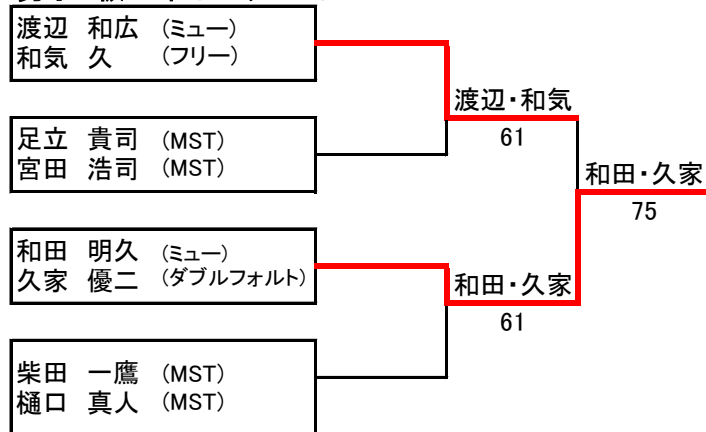 渡辺 和広 (ミュー)
和気 久 (フリー)
渡辺・和気
61
足立 貴司 (MST)
宮田 浩司 (MST)
和田・久家
75
和田 明久 (ミュー)
久家 優二 (ダブルフォルト)
和田・久家
61
柴田 一鷹 (MST)
樋口 真人 (MST)